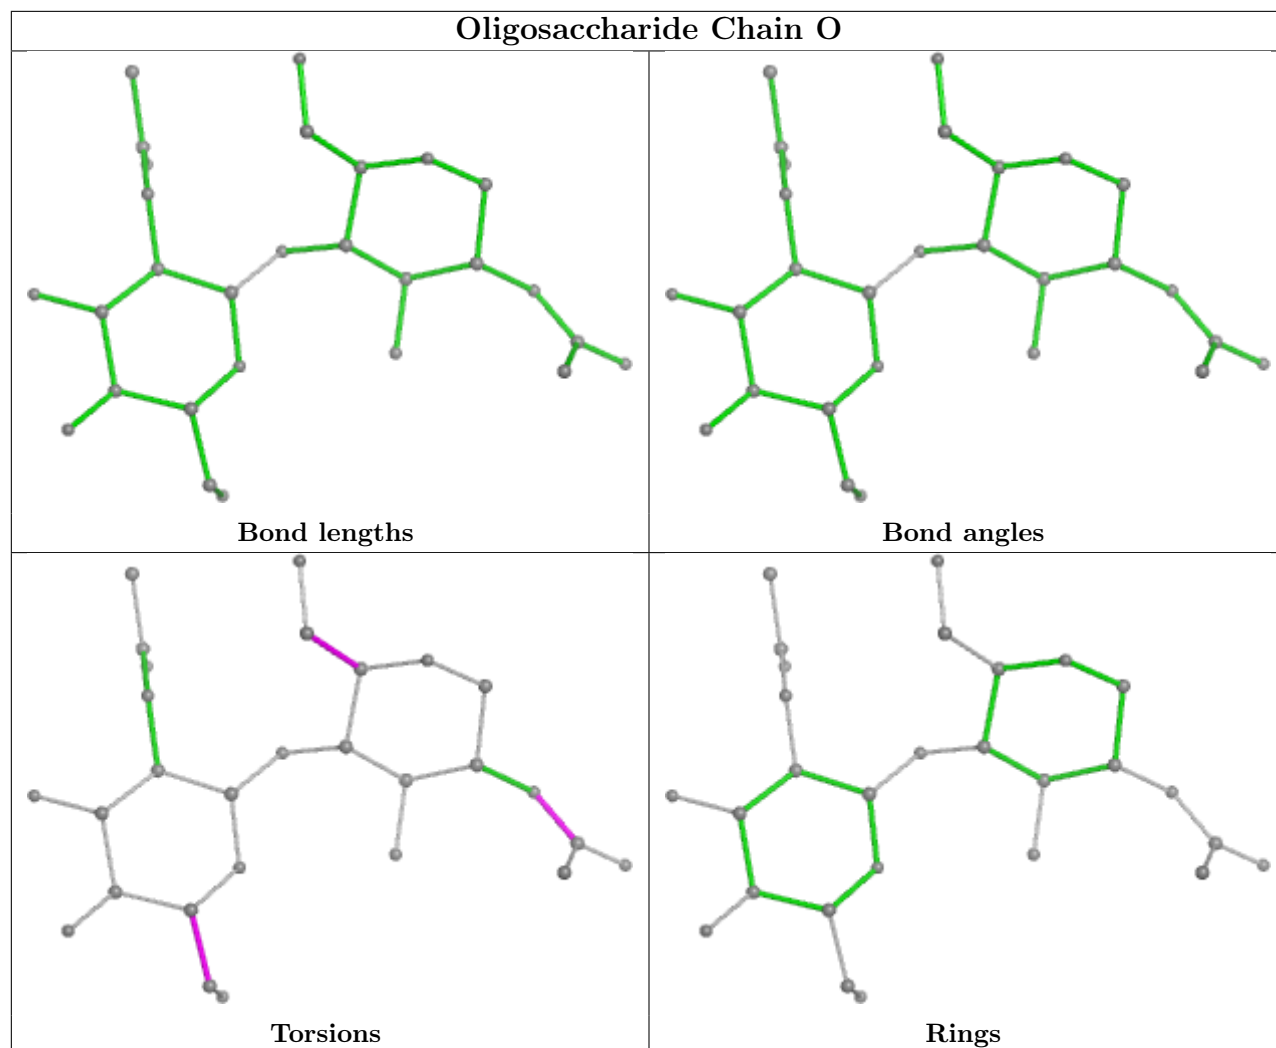 Oligosaccharide Chain O
Bond lengths
Bond angles
Torsions
Rings